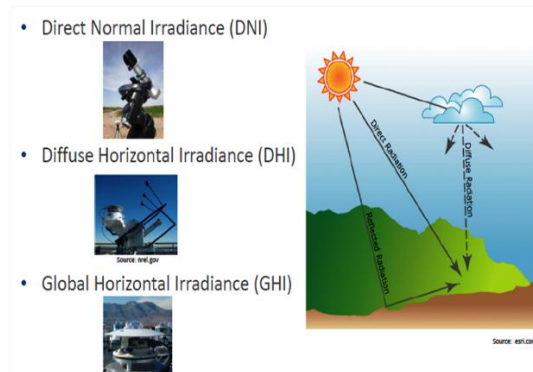 • Direct Normal Irradiance (DNI)
• Diffuse Horizontal Irradiance (DHI)
Source: nrel.gov
• Global Horizontal Irradiance (GHI)
Direct Radiation
Diffuse Radiation
Reflected Radiation
Source: esri.com